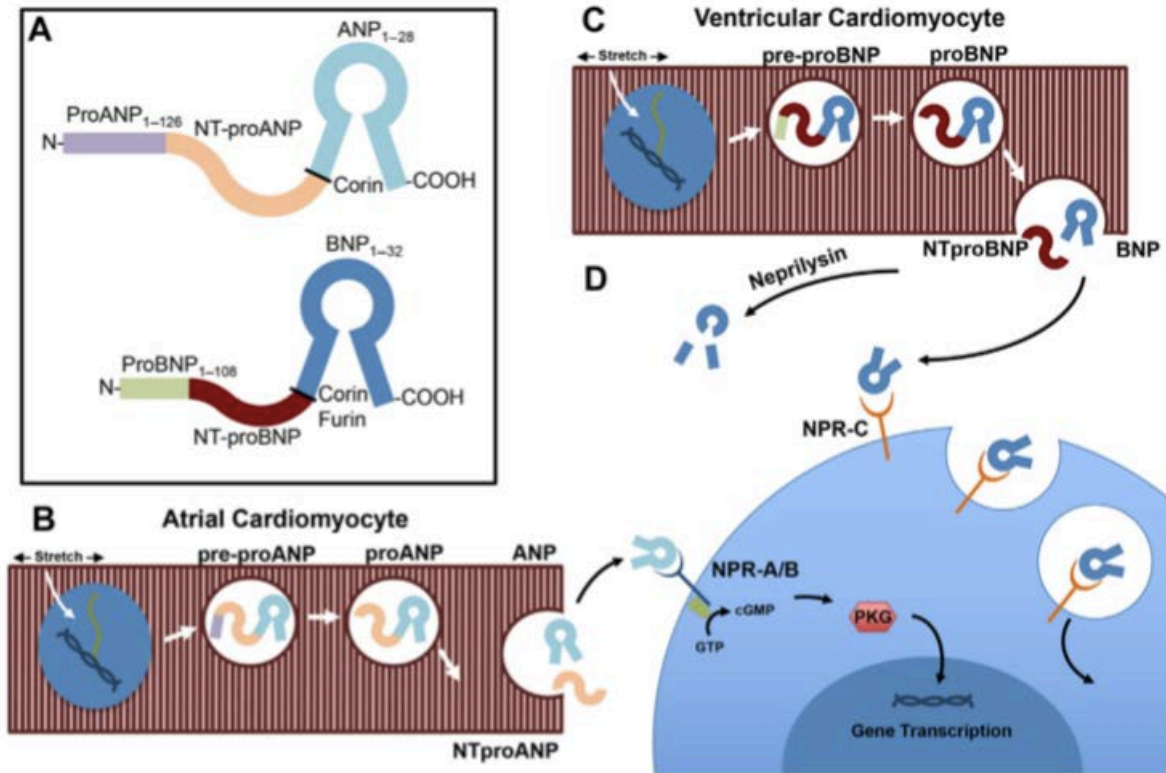 A
ANP1–28
ProANP1–126
NT-proANP
N-
Corin
-COOH
BNP1–32
ProBNP1–108
N-
Corin
-COOH
Furin
NT-proBNP
B
Atrial Cardiomyocyte
Stretch
pre-proANP
proANP
ANP
NTproANP
C
Ventricular Cardiomyocyte
Stretch
pre-proBNP
proBNP
NTproBNP
BNP
D
Neprilysin
NPR-C
NPR-A/B
cGMP
GTP
PKG
Gene Transcription